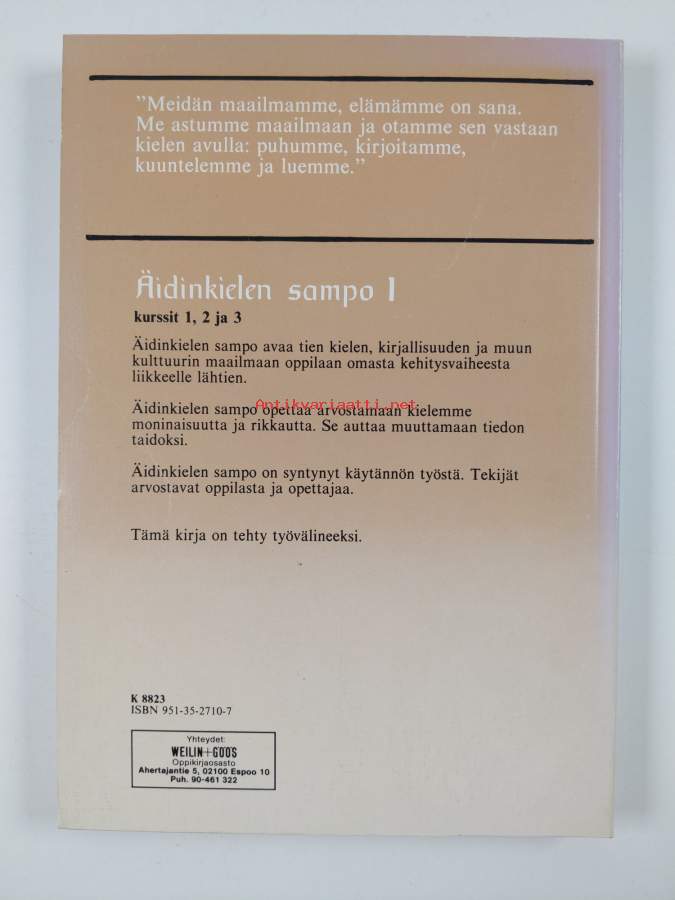 ”Meidän maailmamme, elämämme on sana.
Me astumme maailmaan ja otamme sen vastaan
kielen avulla: puhumme, kirjoitamme,
kuuntelemme ja luemme.”
Äidinkielen sampo 1
kurssit 1, 2 ja 3
Äidinkielen sampo avaa tien kielen, kirjallisuuden ja muun
kulttuurin maailmaan oppilaan omasta kehitysvaiheesta
liikkeelle lähtien.
Antikvariaatti.net
Äidinkielen sampo opettaa arvostamaan kielemme
moninaisuutta ja rikkautta. Se auttaa muuttamaan tiedon
taidoksi.
Äidinkielen sampo on syntynyt käytännön työstä. Tekijät
arvostavat oppilasta ja opettajaa.
Tämä kirja on tehty työvälineeksi.
K 8823
ISBN 951-35-2710-7
Yhteydet:
WEILIN+GÖÖS
Oppikirjaosasto
Ahertajantie 5, 02100 Espoo 10
Puh. 90-461 322